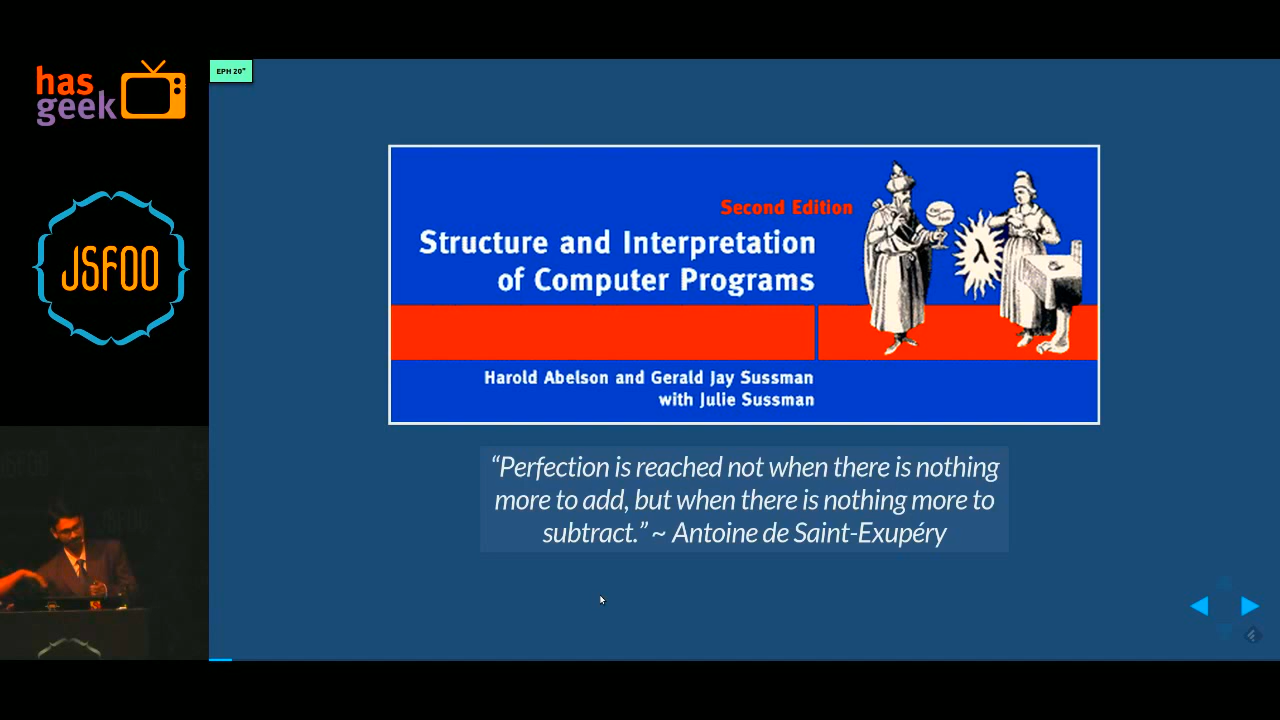 has
geek
JSFOO
EPH 20"
Second Edition
Structure and Interpretation
of Computer Programs
λ
Harold Abelson and Gerald Jay Sussman
with Julie Sussman
“Perfection is reached not when there is nothing
more to add, but when there is nothing more to
subtract.” ~ Antoine de Saint-Exupéry
JSFOO
JSFOO